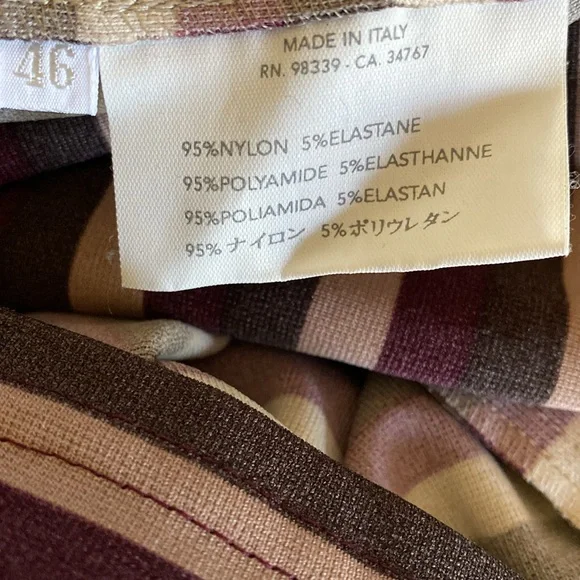 46
MADE IN ITALY
RN. 98339 - CA. 34767
95%NYLON 5%ELASTANE
95%POLYAMIDE 5%ELASTHANNE
95%POLIAMIDA 5%ELASTAN
95% ナイロン 5%ポリウレタン